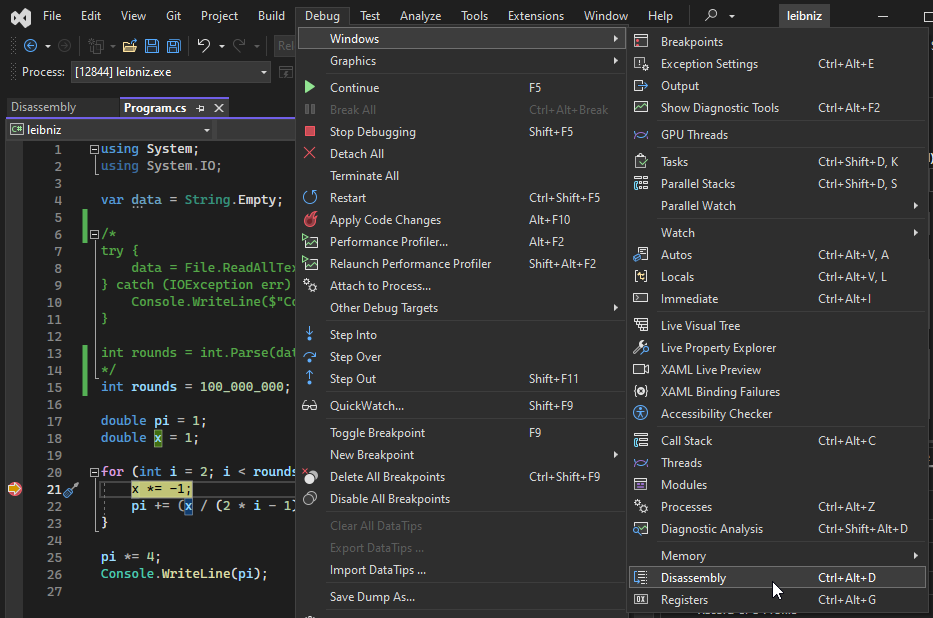 File Edit View Git Project Build Debug Test Analyze Tools Extensions Window Help leibniz
Rel
Process: [12844] leibniz.exe
Disassembly Program.cs
C# leibniz
1 using System;
2 using System.IO;
3
4 var data = String.Empty;
5
6 /*
7 try {
8 data = File.ReadAllTex
9 } catch (IOException err)
10 Console.WriteLine($"Co
11 }
12
13 int rounds = int.Parse(dat
14 */
15 int rounds = 100_000_000;
16
17 double pi = 1;
18 double x = 1;
19
20 for (int i = 2; i < rounds
21 x *= -1;
22 pi += (x / (2 * i - 1)
23 }
24
25 pi *= 4;
26 Console.WriteLine(pi);
27
Windows
Graphics
Continue F5
Break All Ctrl+Alt+Break
Stop Debugging Shift+F5
Detach All
Terminate All
Restart Ctrl+Shift+F5
Apply Code Changes Alt+F10
Performance Profiler... Alt+F2
Relaunch Performance Profiler Shift+Alt+F2
Attach to Process...
Other Debug Targets
Step Into
Step Over
Step Out Shift+F11
QuickWatch... Shift+F9
Toggle Breakpoint F9
New Breakpoint
Delete All Breakpoints Ctrl+Shift+F9
Disable All Breakpoints
Clear All DataTips
Export DataTips ...
Import DataTips ...
Save Dump As...
Breakpoints
Exception Settings Ctrl+Alt+E
Output
Show Diagnostic Tools Ctrl+Alt+F2
GPU Threads
Tasks Ctrl+Shift+D, K
Parallel Stacks Ctrl+Shift+D, S
Parallel Watch
Watch
Autos Ctrl+Alt+V, A
Locals Ctrl+Alt+V, L
Immediate Ctrl+Alt+I
Live Visual Tree
Live Property Explorer
XAML Live Preview
XAML Binding Failures
Accessibility Checker
Call Stack Ctrl+Alt+C
Threads
Modules
Processes Ctrl+Alt+Z
Diagnostic Analysis Ctrl+Shift+Alt+D
Memory
Disassembly Ctrl+Alt+D
Registers Ctrl+Alt+G